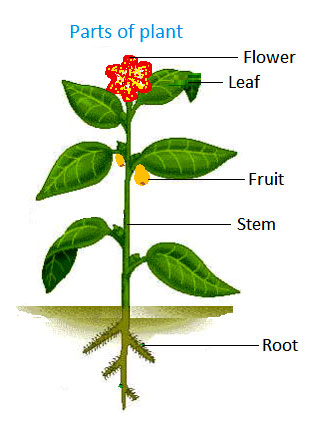 Parts of plant
Flower
Leaf
Fruit
Stem
Root